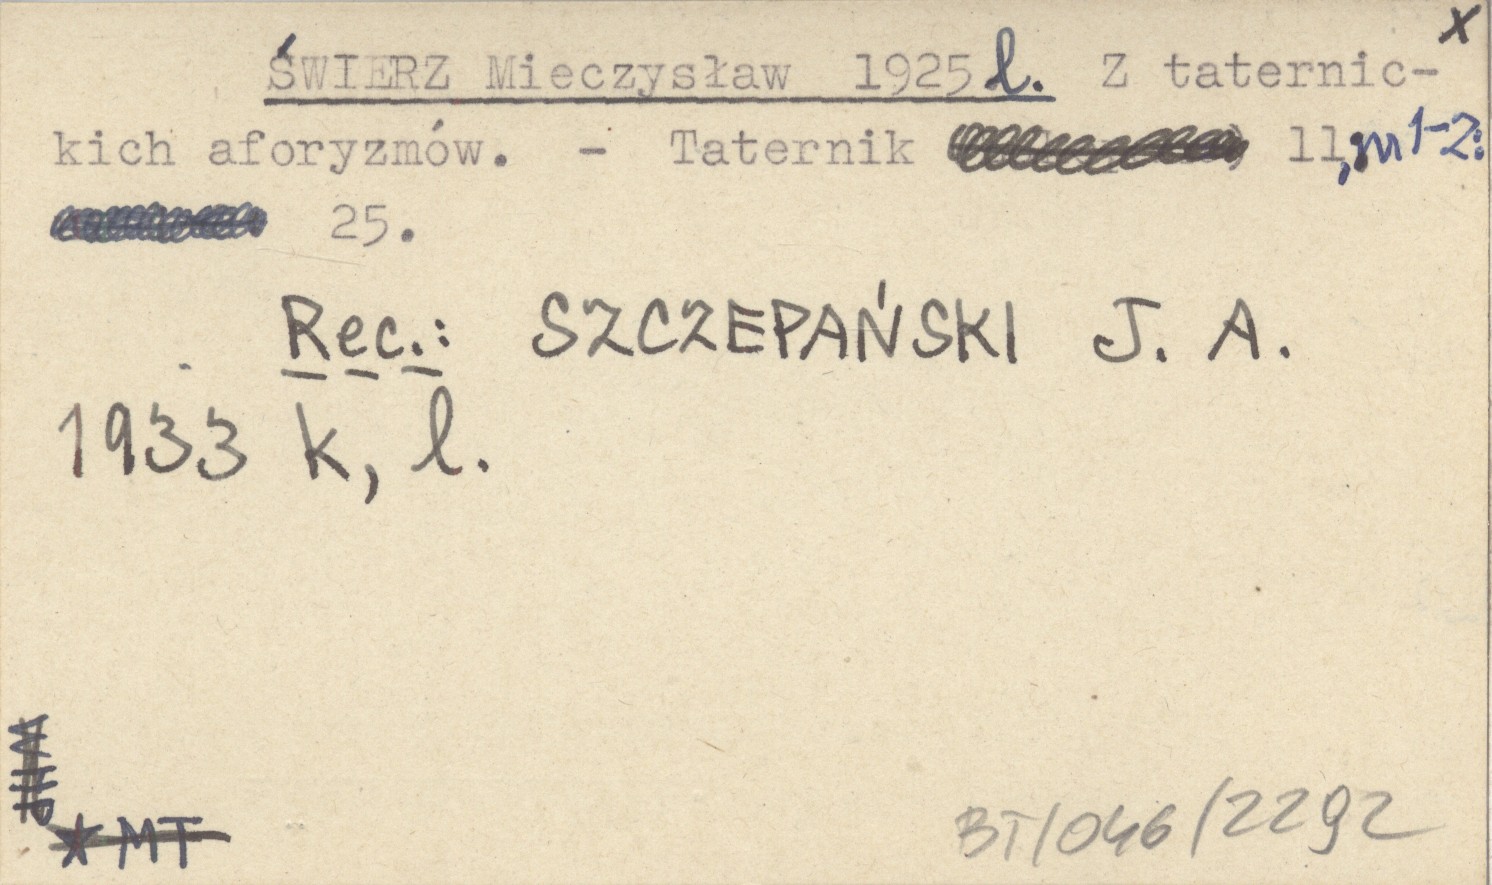 x
ŚWIERZ Mieczysław 1925 l. Z taternic-
kich aforyzmów. - Taternik 11, nr 1-2:
25.
Rec.: SZCZEPAŃSKI J. A.
1933 k, l.
* MT
BT/046/2292